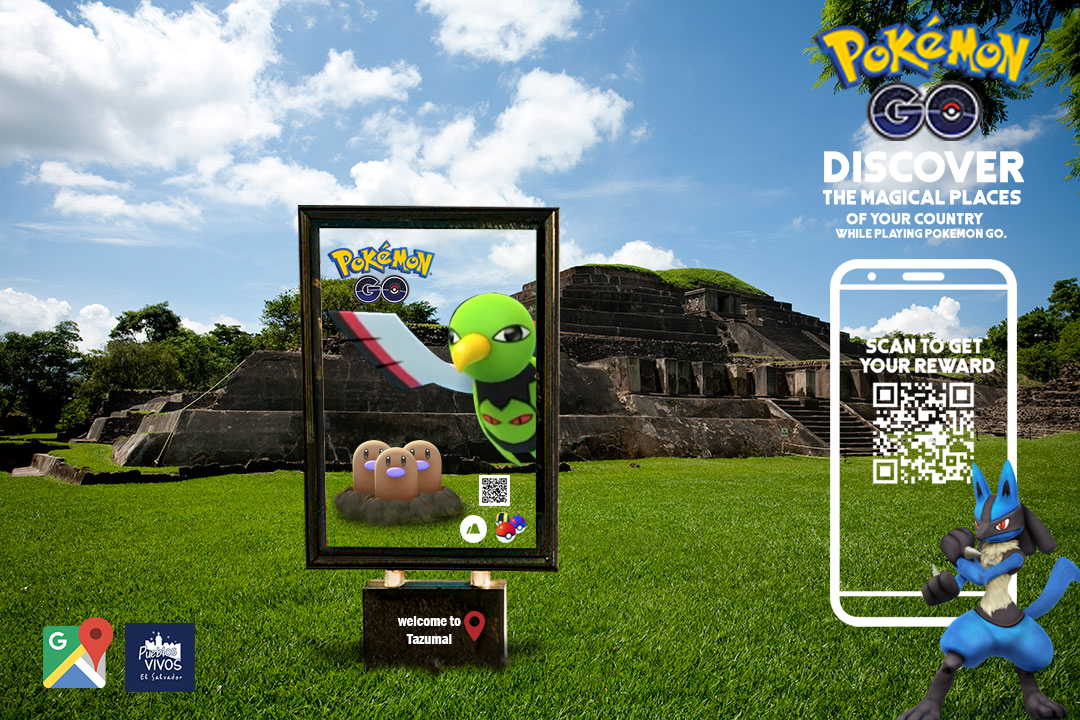 POKÉMON
GO
DISCOVER
THE MAGICAL PLACES
OF YOUR COUNTRY
WHILE PLAYING POKEMON GO.
POKÉMON
GO
SCAN TO GET
YOUR REWARD
welcome to
Tazumal
G
Pueblos
VIVOS
El Salvador